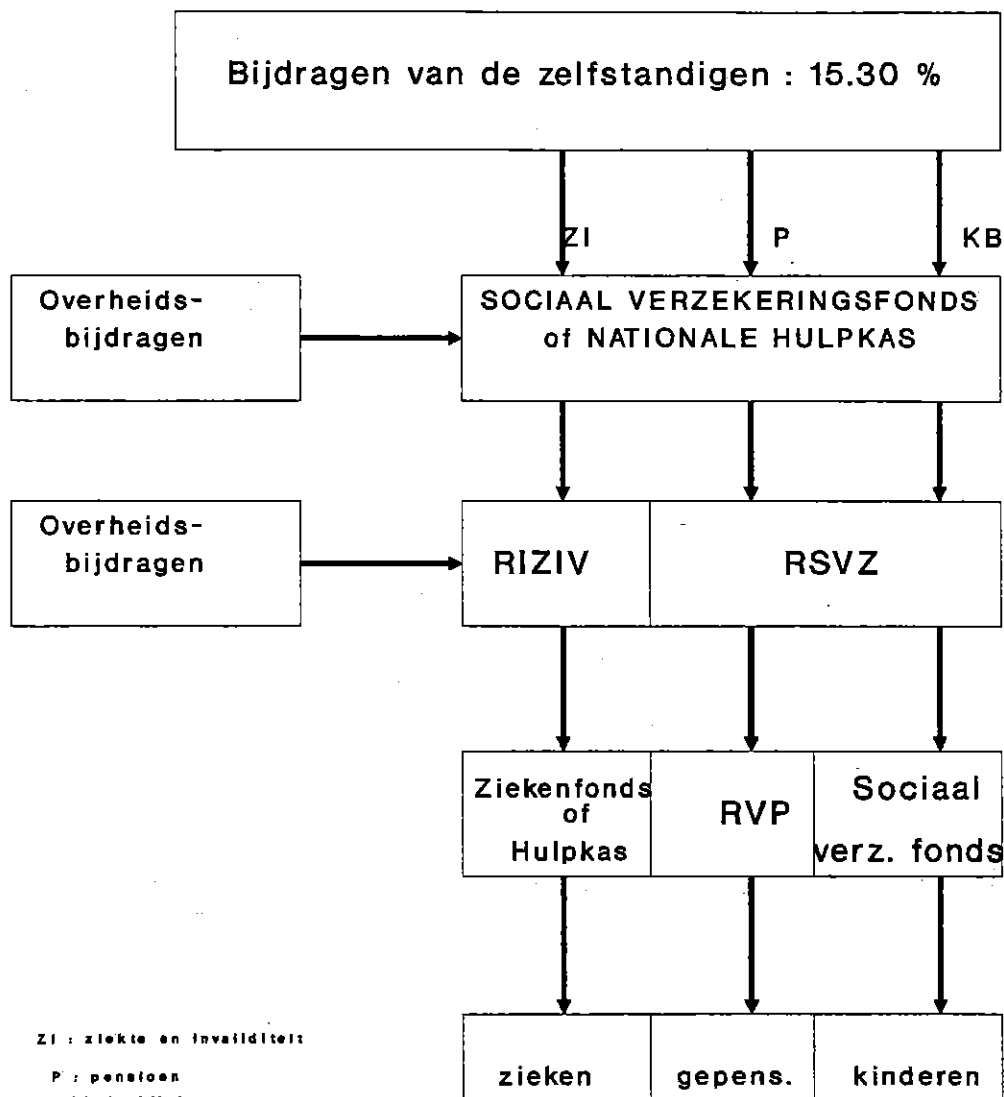 Bijdragen van de zelfstandigen : 15.30 %
ZI P KB
Overheids-
bijdragen
SOCIAAL VERZEKERINGSFONDS
of NATIONALE HULPKAS
Overheids-
bijdragen
RIZIV
RSVZ
Ziekenfonds
of
Hulpkas
RVP
Sociaal
verz. fonds
ZI : ziekte en invaliditeit
P : pensioen
zieken
gepens.
kinderen